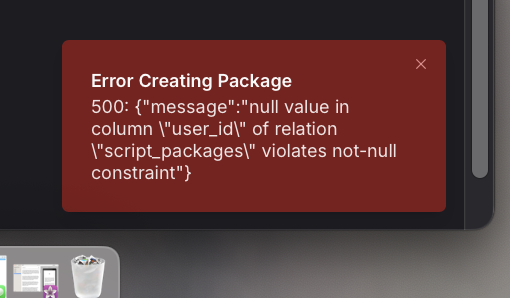 Error Creating Package
500: {"message":"null value in
column \"user_id\" of relation
\"script_packages\" violates not-null
constraint"}